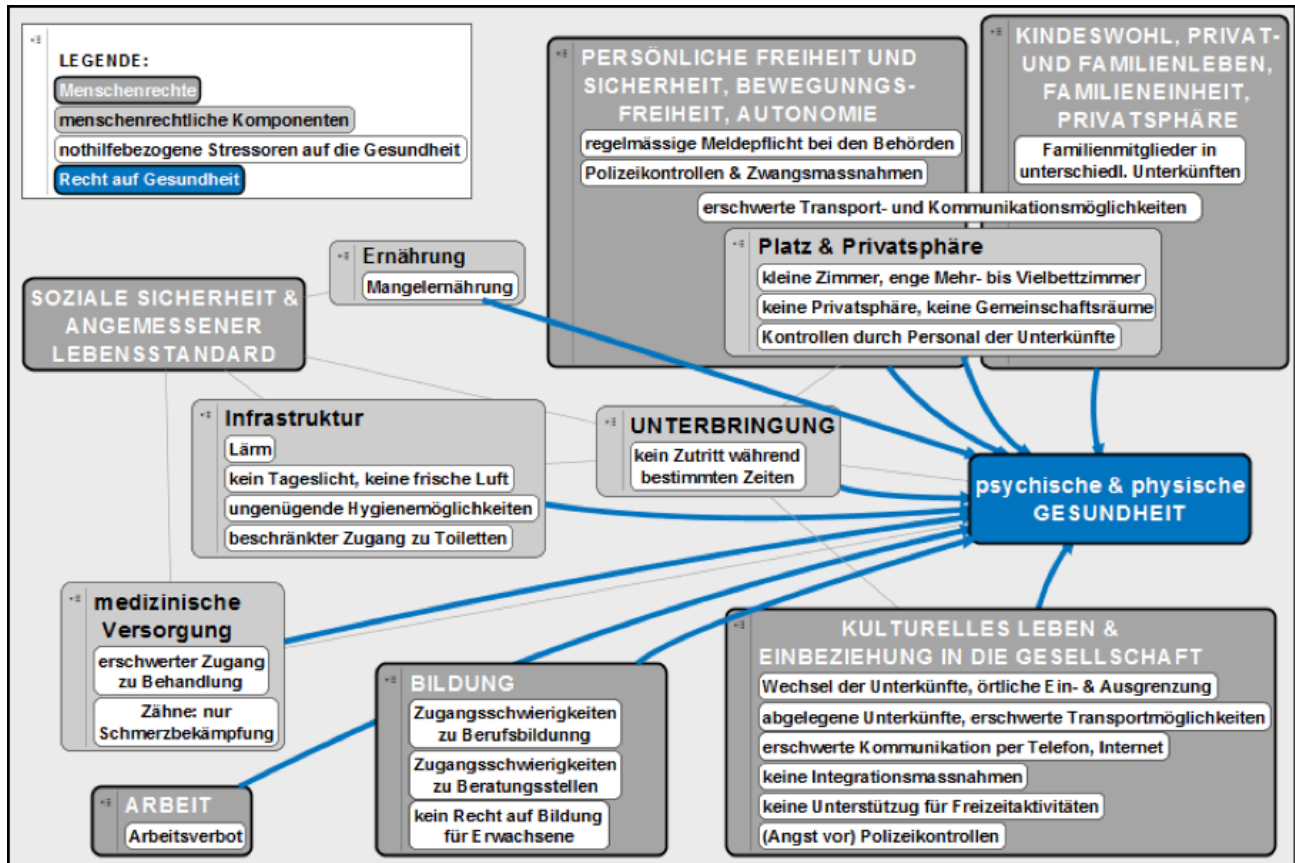 LEGENDE:
Menschenrechte
menschenrechtliche Komponenten
nothilfebezogene Stressoren auf die Gesundheit
Recht auf Gesundheit
PERSÖNLICHE FREIHEIT UND
SICHERHEIT, BEWEGUNNGS-
FREIHEIT, AUTONOMIE
regelmässige Meldepflicht bei den Behörden
Polizeikontrollen & Zwangsmassnahmen
KINDESWOHL, PRIVAT-
UND FAMILIENLEBEN,
FAMILIENEINHEIT,
PRIVATSPHÄRE
Familienmitglieder in
unterschiedl. Unterkünften
erschwerte Transport- und Kommunikationsmöglichkeiten
Platz & Privatsphäre
kleine Zimmer, enge Mehr- bis Vielbettzimmer
keine Privatsphäre, keine Gemeinschaftsräume
Kontrollen durch Personal der Unterkünfte
Ernährung
Mangelernährung
SOZIALE SICHERHEIT &
ANGEMESSENER
LEBENSSTANDARD
Infrastruktur
Lärm
kein Tageslicht, keine frische Luft
ungenügende Hygienemöglichkeiten
beschränkter Zugang zu Toiletten
UNTERBRINGUNG
kein Zutritt während
bestimmten Zeiten
psychische & physische
GESUNDHEIT
medizinische
Versorgung
erschwerter Zugang
zu Behandlung
Zähne: nur
Schmerzbekämpfung
BILDUNG
Zugangsschwierigkeiten
zu Berufsbildunng
Zugangsschwierigkeiten
zu Beratungsstellen
kein Recht auf Bildung
für Erwachsene
ARBEIT
Arbeitsverbot
KULTURELLES LEBEN &
EINBEZIEHUNG IN DIE GESELLSCHAFT
Wechsel der Unterkünfte, örtliche Ein- & Ausgrenzung
abgelegene Unterkünfte, erschwerte Transportmöglichkeiten
erschwerte Kommunikation per Telefon, Internet
keine Integrationsmassnahmen
keine Unterstützug für Freizeitaktivitäten
(Angst vor) Polizeikontrollen